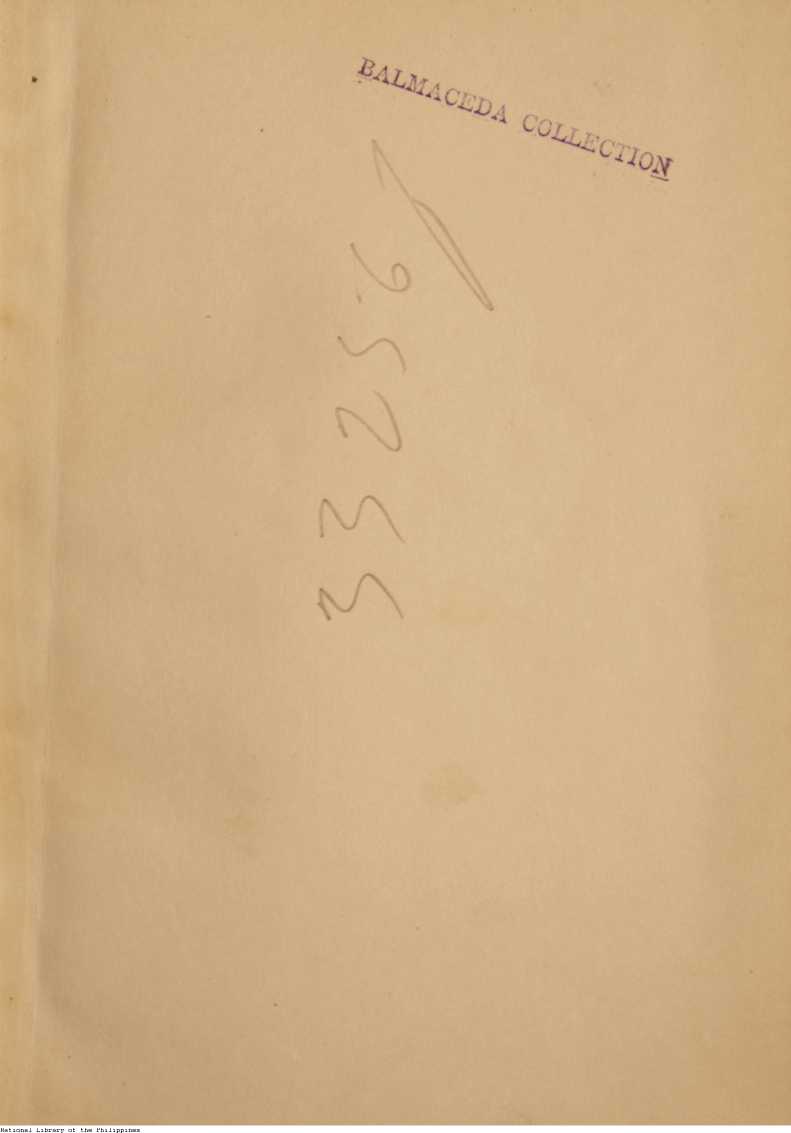 BALMACEDA COLLECTION
33256
National Library of the Philippines